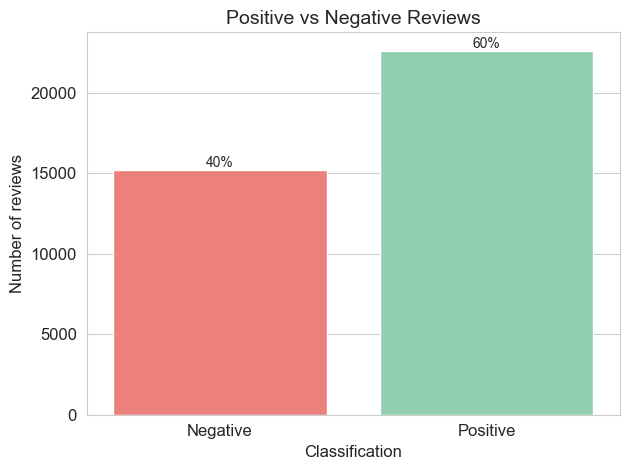 Positive vs Negative Reviews
60%
40%
20000
15000
10000
5000
0
Number of reviews
Negative
Positive
Classification